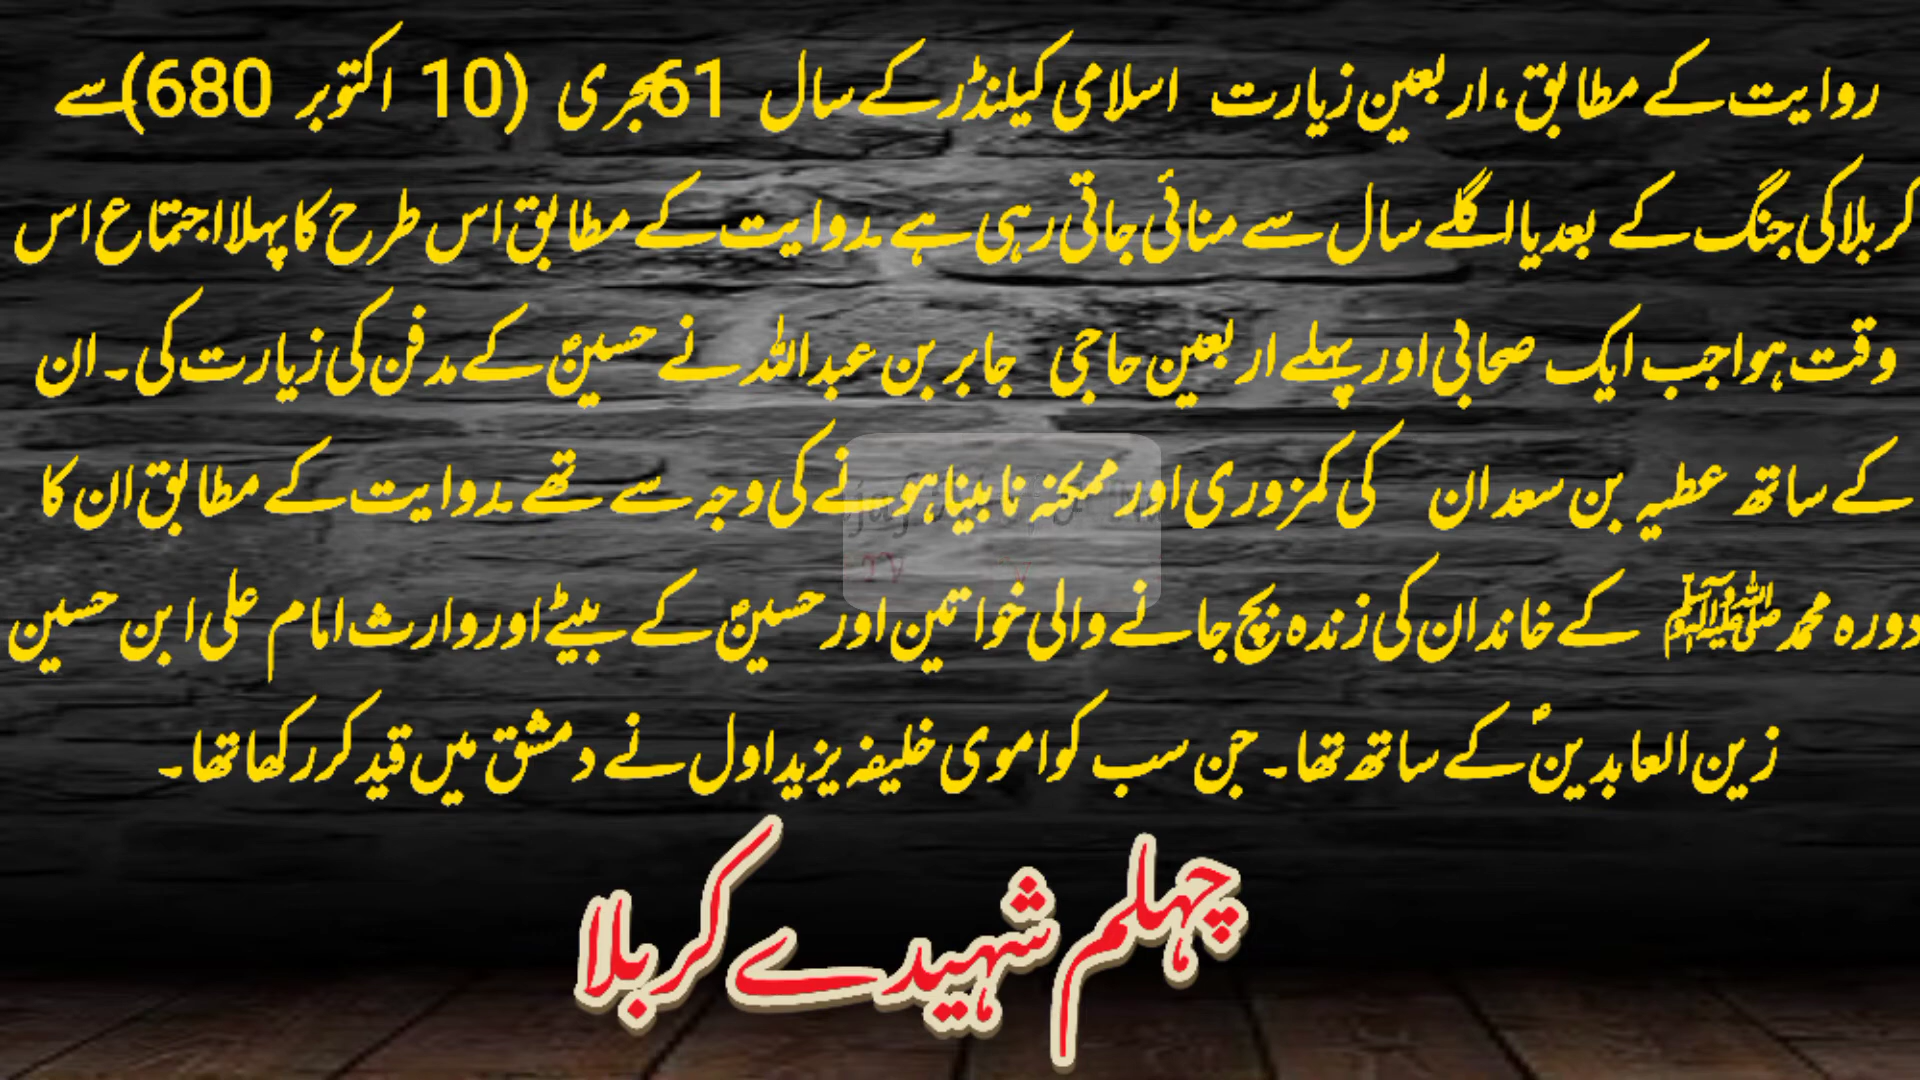 روایت کے مطابق، اربعین زیارت اسلامی کیلنڈر کے سال 61 ہجری (10 اکتوبر 680) سے
کربلا کی جنگ کے بعد یا اگلے سال سے منائی جاتی رہی ہے۔ روایت کے مطابق اس طرح کا پہلا اجتماع اس
وقت ہوا جب ایک صحابی اور پہلے اربعین حاجی جابر بن عبداللہ نے حسینؑ کے مدفن کی زیارت کی۔ ان
کے ساتھ عطیہ بن سعد ان کی کمزوری اور ممکنہ نابینا ہونے کی وجہ سے تھے۔ روایت کے مطابق ان کا
دورہ محمد ﷺ کے خاندان کی زندہ بچ جانے والی خواتین اور حسینؑ کے بیٹے اور وارث امام علی ابن حسین
زین العابدینؑ کے ساتھ تھا۔ جن سب کو اموی خلیفہ یزید اول نے دمشق میں قید کر رکھا تھا۔
چہلم شہیدے کربلا